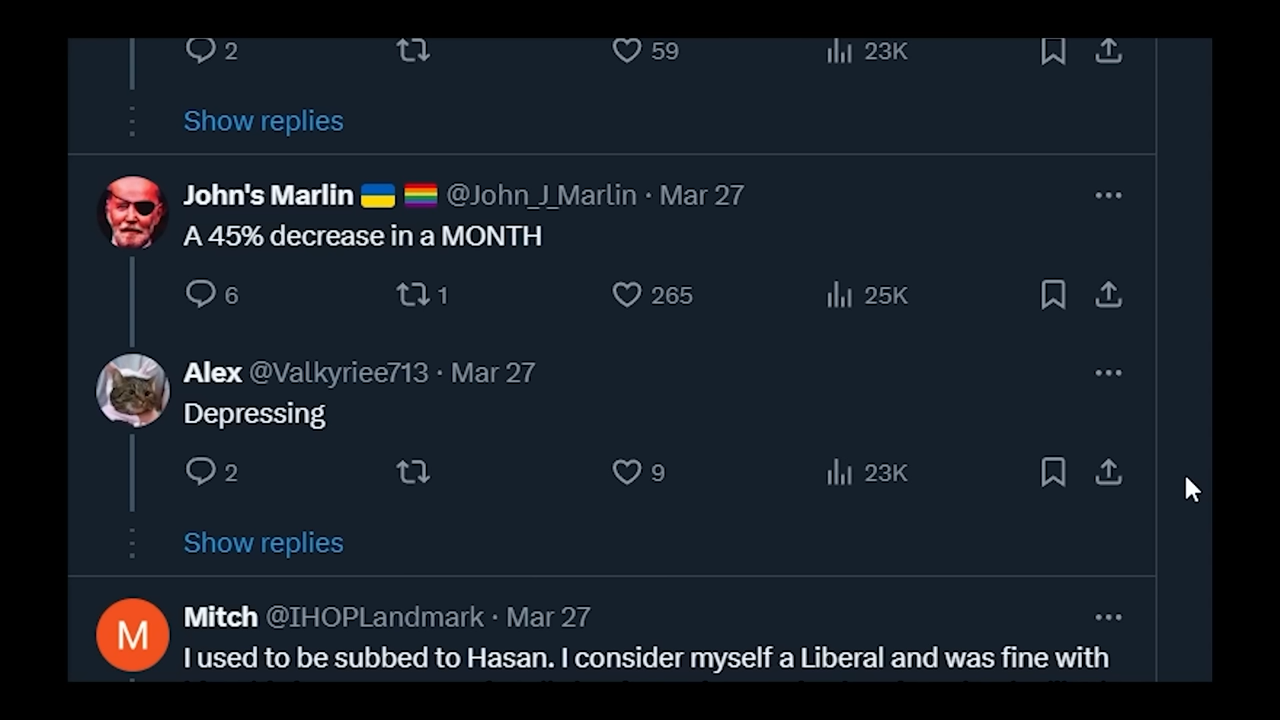 2 59 23K
Show replies
John's Marlin 🇺🇦 🏳️‍🌈 @John_J_Marlin · Mar 27
A 45% decrease in a MONTH
6 1 265 25K
Alex @Valkyriee713 · Mar 27
Depressing
2 9 23K
Show replies
M
Mitch @IHOPLandmark · Mar 27
I used to be subbed to Hasan. I consider myself a Liberal and was fine with